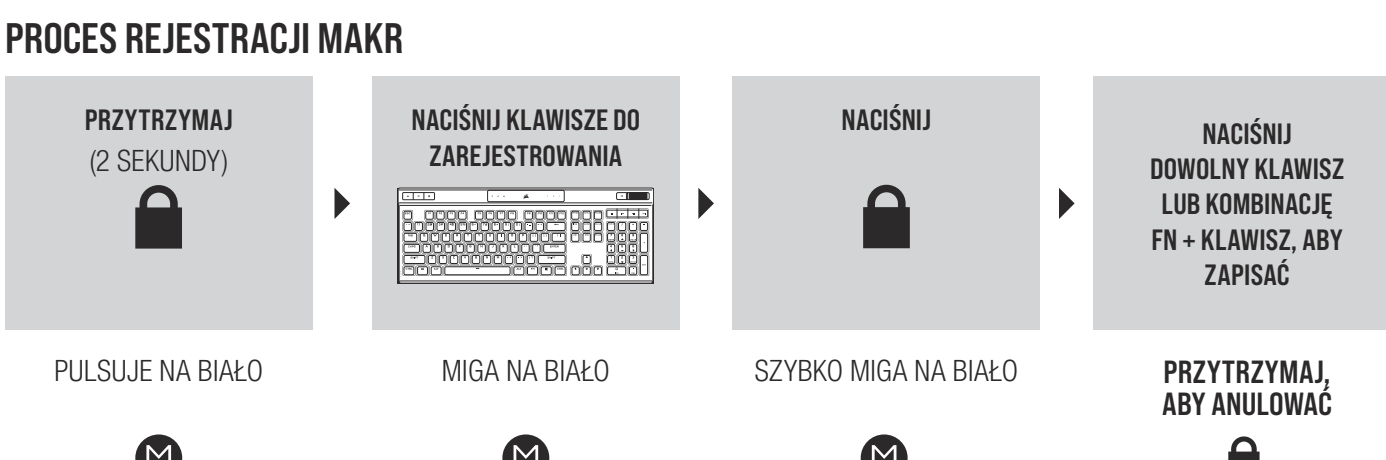 PROCES REJESTRACJI MAKR
PRZYTRZYMAJ
(2 SEKUNDY)
NACIŚNIJ KLAWISZE DO
ZAREJESTROWANIA
NACIŚNIJ
NACIŚNIJ
DOWOLNY KLAWISZ
LUB KOMBINACJĘ
FN + KLAWISZ, ABY
ZAPISAĆ
PULSUJE NA BIAŁO
MIGA NA BIAŁO
SZYBKO MIGA NA BIAŁO
PRZYTRZYMAJ,
ABY ANULOWAĆ
M
M
M